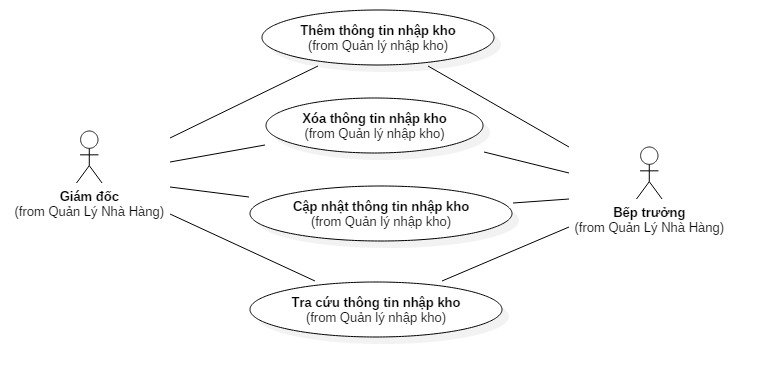 Thêm thông tin nhập kho
(from Quản lý nhập kho)
Xóa thông tin nhập kho
(from Quản lý nhập kho)
Giám đốc
(from Quản Lý Nhà Hàng)
Cập nhật thông tin nhập kho
(from Quản lý nhập kho)
Bếp trưởng
(from Quản Lý Nhà Hàng)
Tra cứu thông tin nhập kho
(from Quản lý nhập kho)